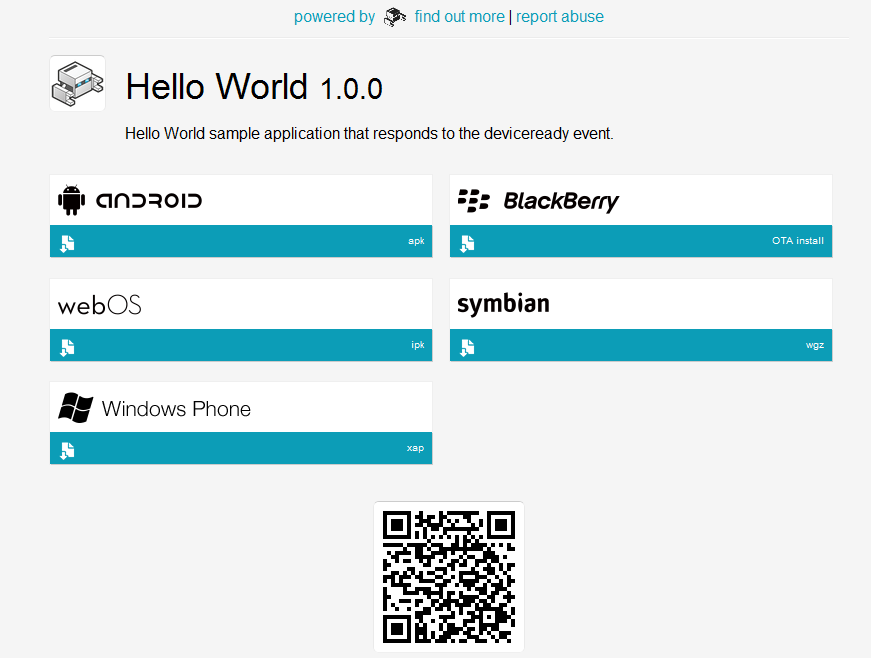 powered by find out more | report abuse
Hello World 1.0.0
Hello World sample application that responds to the deviceready event.
ANDROID
apk
BlackBerry
OTA install
webOS
ipk
symbian
wgz
Windows Phone
xap